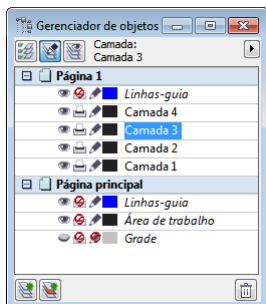 Gerenciador de objetos
Camada:
Camada 3
Página 1
Linhas-guia
Camada 4
Camada 3
Camada 2
Camada 1
Página principal
Linhas-guia
Área de trabalho
Grade